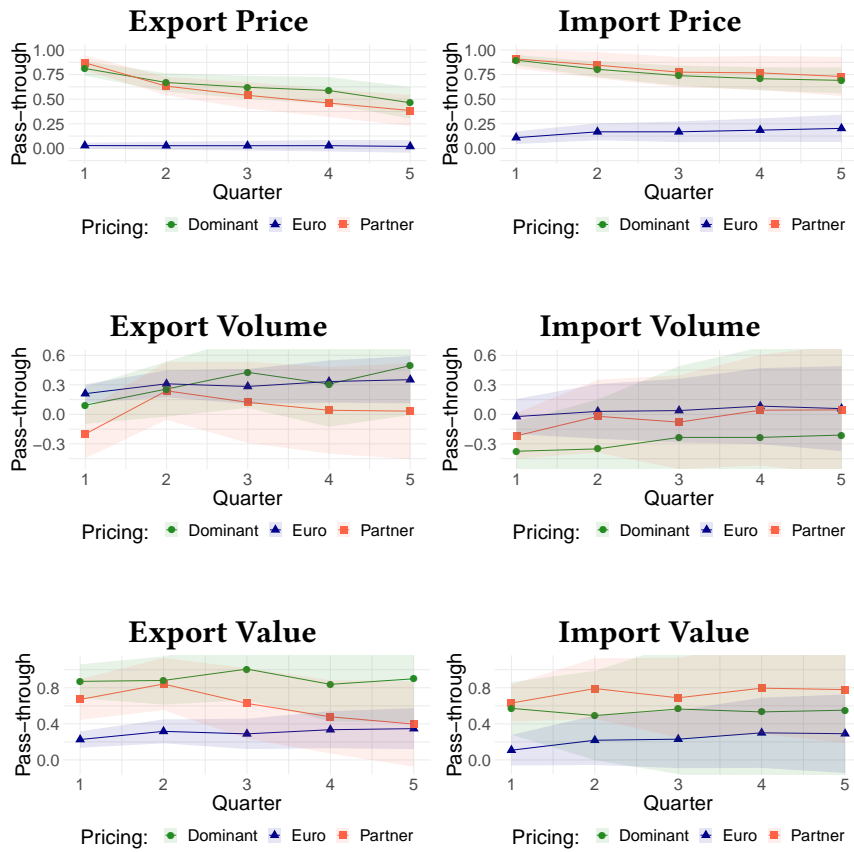 Export Price
Pass−through
1.00
0.75
0.50
0.25
0.00
1 2 3 4 5
Quarter
Pricing: Dominant Euro Partner
Import Price
Pass−through
1.00
0.75
0.50
0.25
0.00
1 2 3 4 5
Quarter
Pricing: Dominant Euro Partner
Export Volume
Pass−through
0.6
0.3
0.0
−0.3
1 2 3 4 5
Quarter
Pricing: Dominant Euro Partner
Import Volume
Pass−through
0.6
0.3
0.0
−0.3
1 2 3 4 5
Quarter
Pricing: Dominant Euro Partner
Export Value
Pass−through
0.8
0.4
0.0
1 2 3 4 5
Quarter
Pricing: Dominant Euro Partner
Import Value
Pass−through
0.8
0.4
0.0
1 2 3 4 5
Quarter
Pricing: Dominant Euro Partner